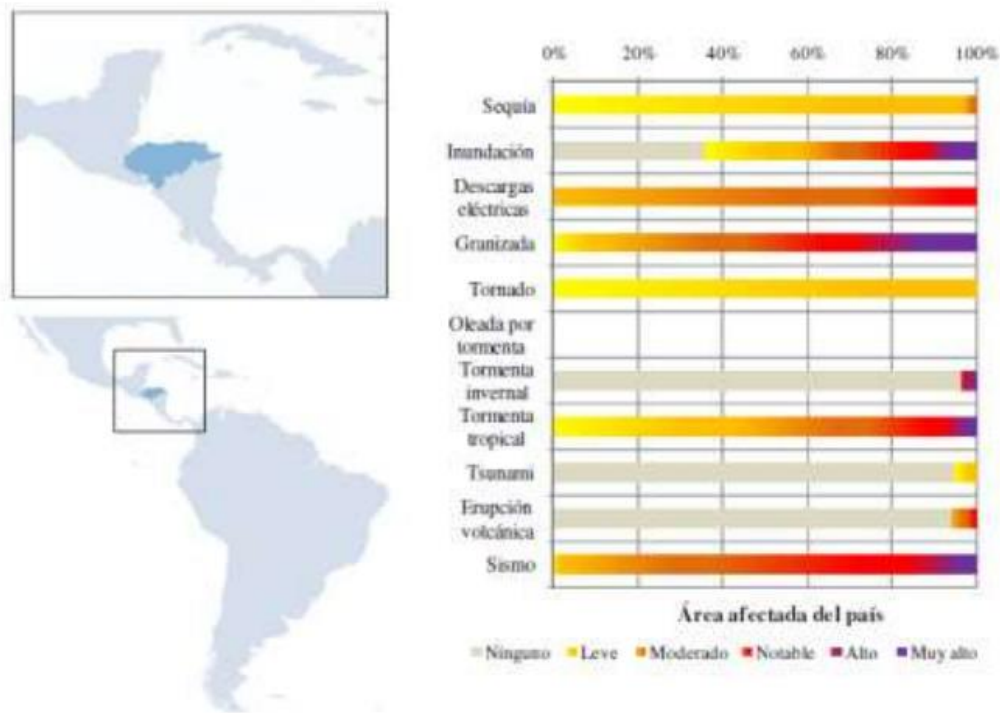 0% 20% 40% 60% 80% 100%
Sequía
Inundación
Descargas
eléctricas
Granizada
Tornado
Oleada por
tormenta
Tormenta
invernal
Tormenta
tropical
Tsunami
Erupción
volcánica
Sismo
Área afectada del país
Ninguno Leve Moderado Notable Alto Muy alto